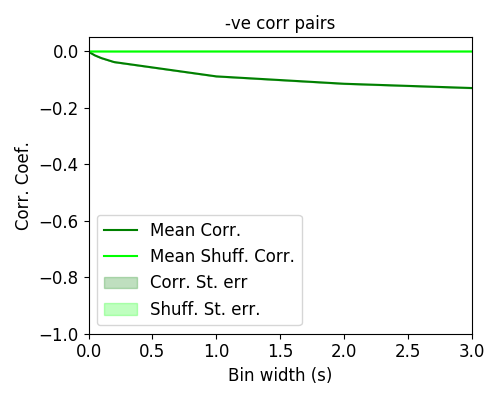 -ve corr pairs
0.0
−0.2
−0.4
−0.6
−0.8
−1.0
Corr. Coef.
Mean Corr.
Mean Shuff. Corr.
Corr. St. err
Shuff. St. err.
0.0 0.5 1.0 1.5 2.0 2.5 3.0
Bin width (s)